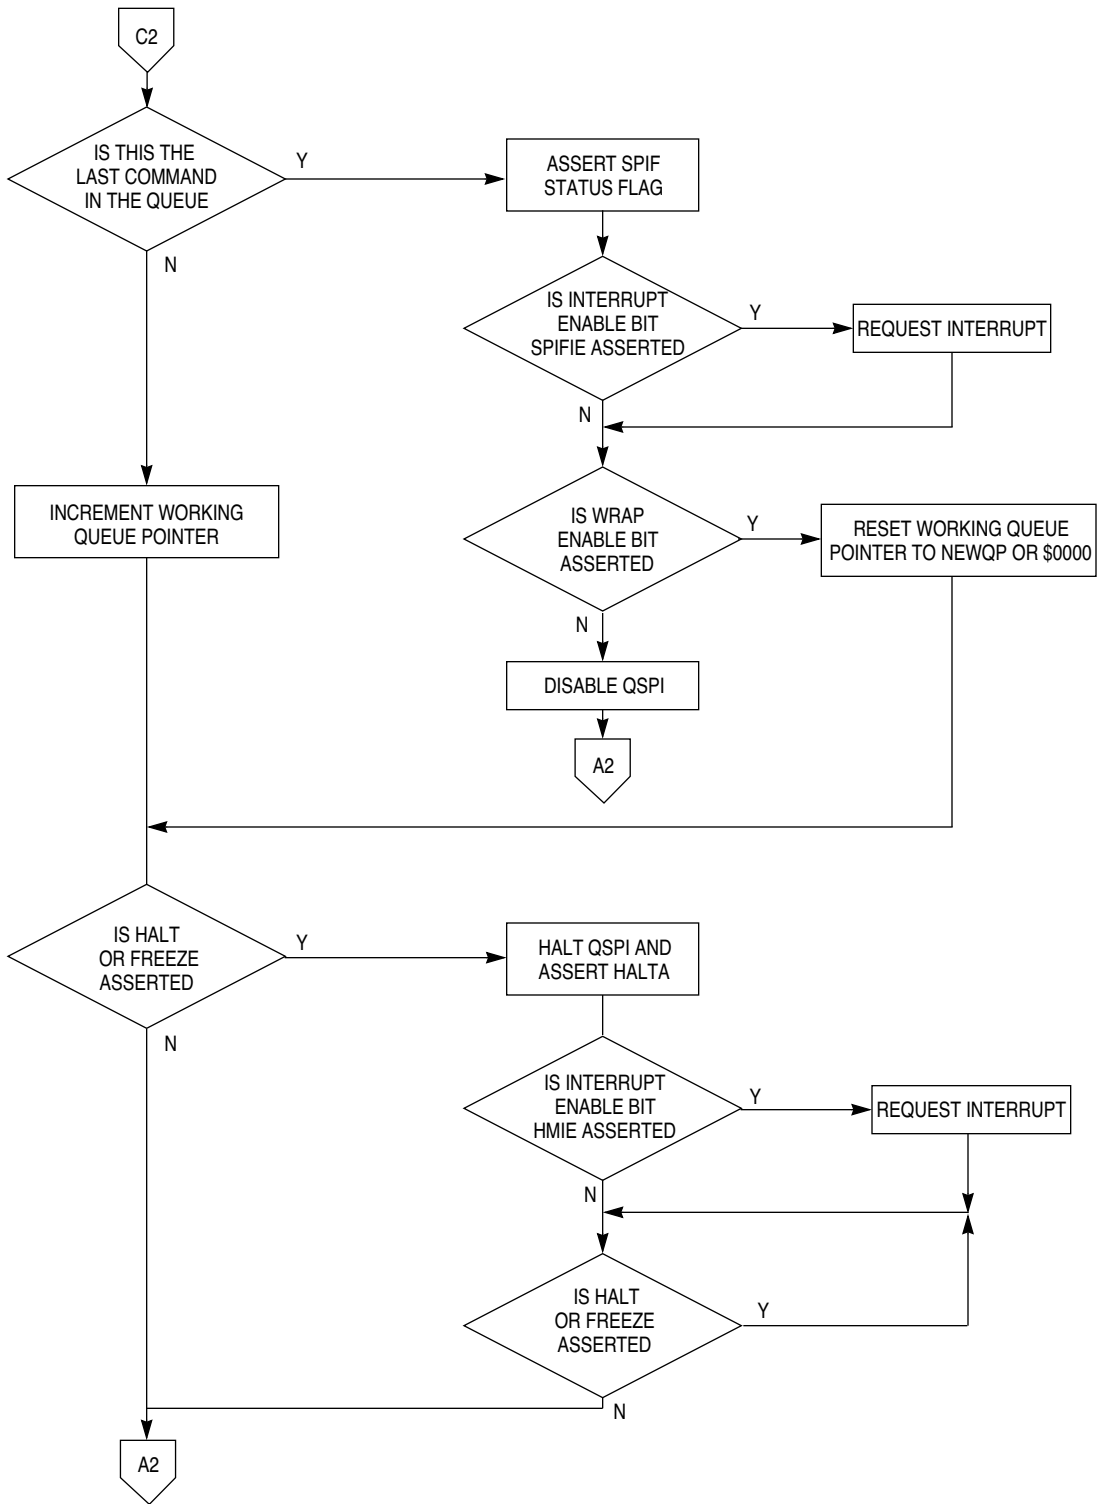 C2
IS THIS THE
LAST COMMAND
IN THE QUEUE
Y
N
ASSERT SPIF
STATUS FLAG
IS INTERRUPT
ENABLE BIT
SPIFIE ASSERTED
Y
N
REQUEST INTERRUPT
INCREMENT WORKING
QUEUE POINTER
IS WRAP
ENABLE BIT
ASSERTED
Y
N
RESET WORKING QUEUE
POINTER TO NEWQP OR $0000
DISABLE QSPI
A2
IS HALT
OR FREEZE
ASSERTED
Y
N
HALT QSPI AND
ASSERT HALTA
IS INTERRUPT
ENABLE BIT
HMIE ASSERTED
Y
N
REQUEST INTERRUPT
IS HALT
OR FREEZE
ASSERTED
Y
N
A2